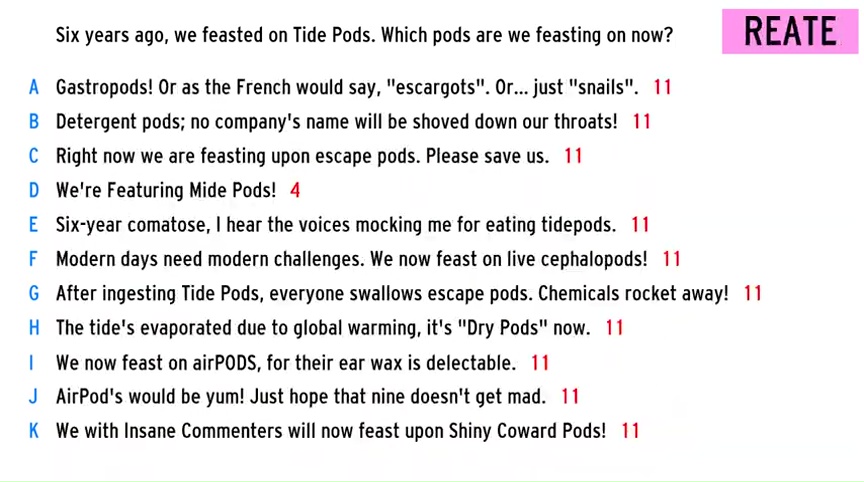 Six years ago, we feasted on Tide Pods. Which pods are we feasting on now?
REATE
A Gastropods! Or as the French would say, "escargots". Or... just "snails". 11
B Detergent pods; no company's name will be shoved down our throats! 11
C Right now we are feasting upon escape pods. Please save us. 11
D We're Featuring Mide Pods! 4
E Six-year comatose, I hear the voices mocking me for eating tidepods. 11
F Modern days need modern challenges. We now feast on live cephalopods! 11
G After ingesting Tide Pods, everyone swallows escape pods. Chemicals rocket away! 11
H The tide's evaporated due to global warming, it's "Dry Pods" now. 11
I We now feast on airPODS, for their ear wax is delectable. 11
J AirPod's would be yum! Just hope that nine doesn't get mad. 11
K We with Insane Commenters will now feast upon Shiny Coward Pods! 11